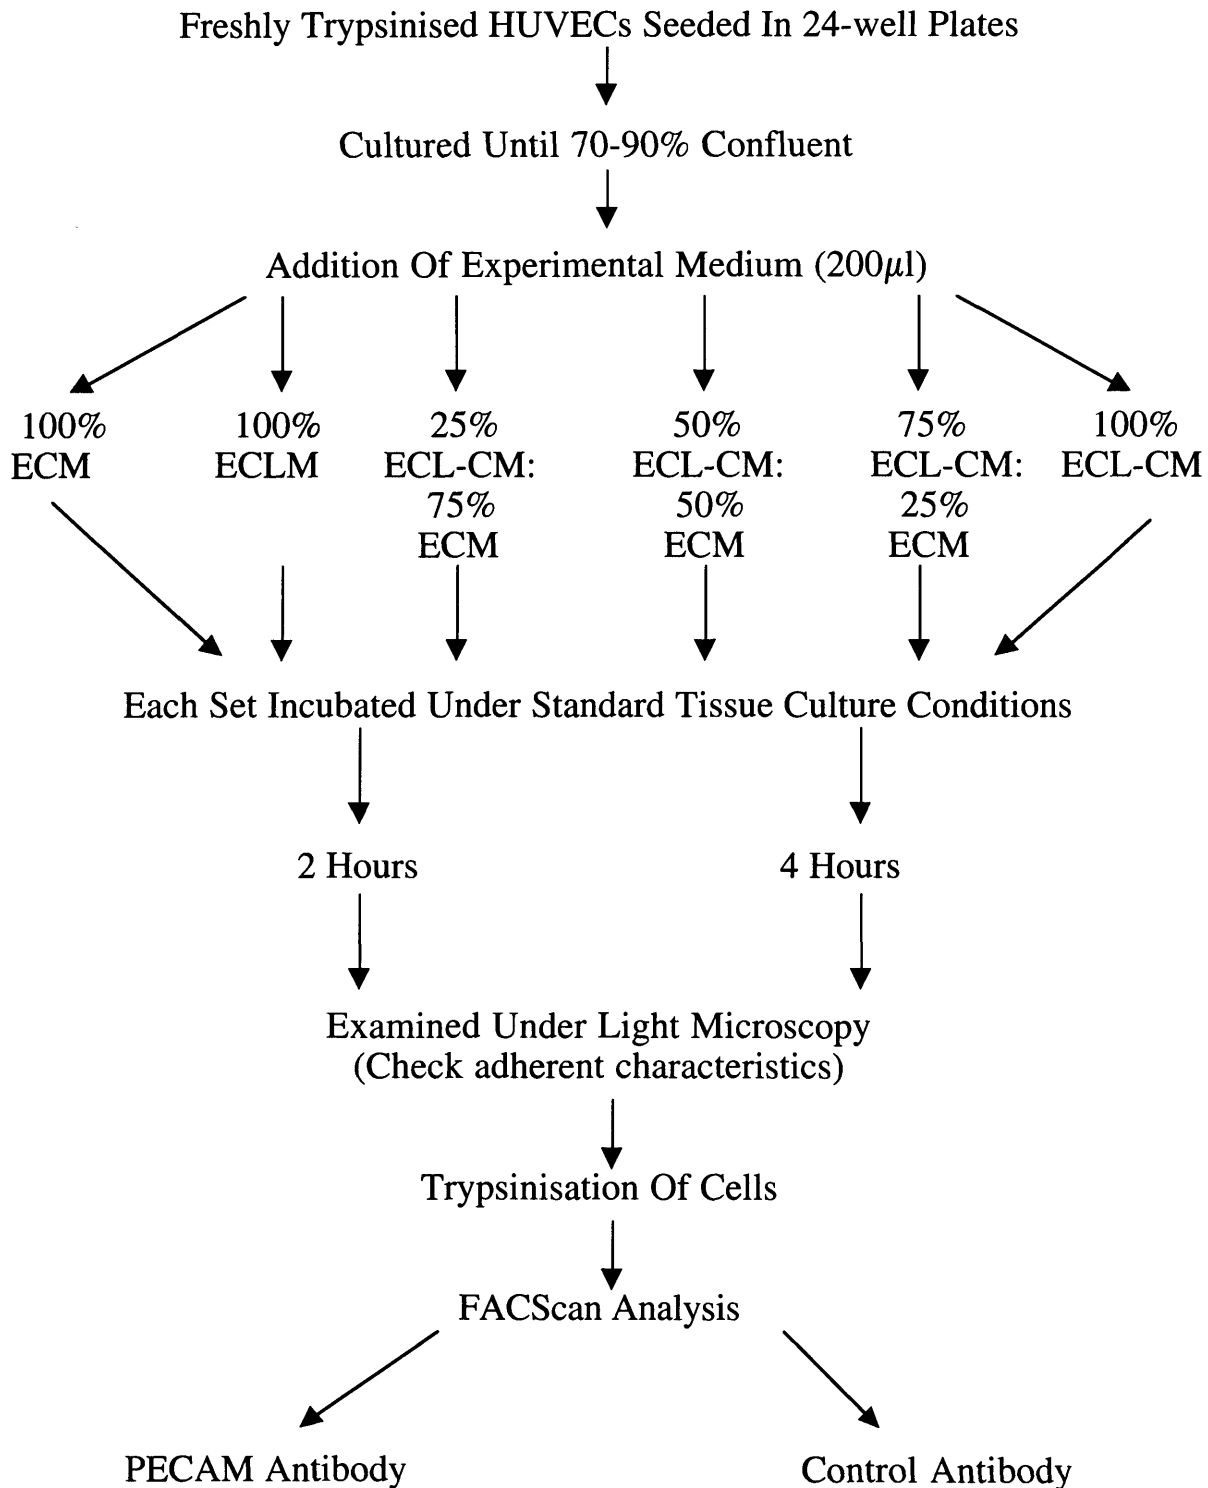 Freshly Trypsinised HUVECs Seeded In 24-well Plates
Cultured Until 70-90% Confluent
Addition Of Experimental Medium (200μl)
100%
ECM
100%
ECLM
25%
ECL-CM:
75%
ECM
50%
ECL-CM:
50%
ECM
75%
ECL-CM:
25%
ECM
100%
ECL-CM
Each Set Incubated Under Standard Tissue Culture Conditions
2 Hours
4 Hours
Examined Under Light Microscopy
(Check adherent characteristics)
Trypsinisation Of Cells
FACScan Analysis
PECAM Antibody
Control Antibody